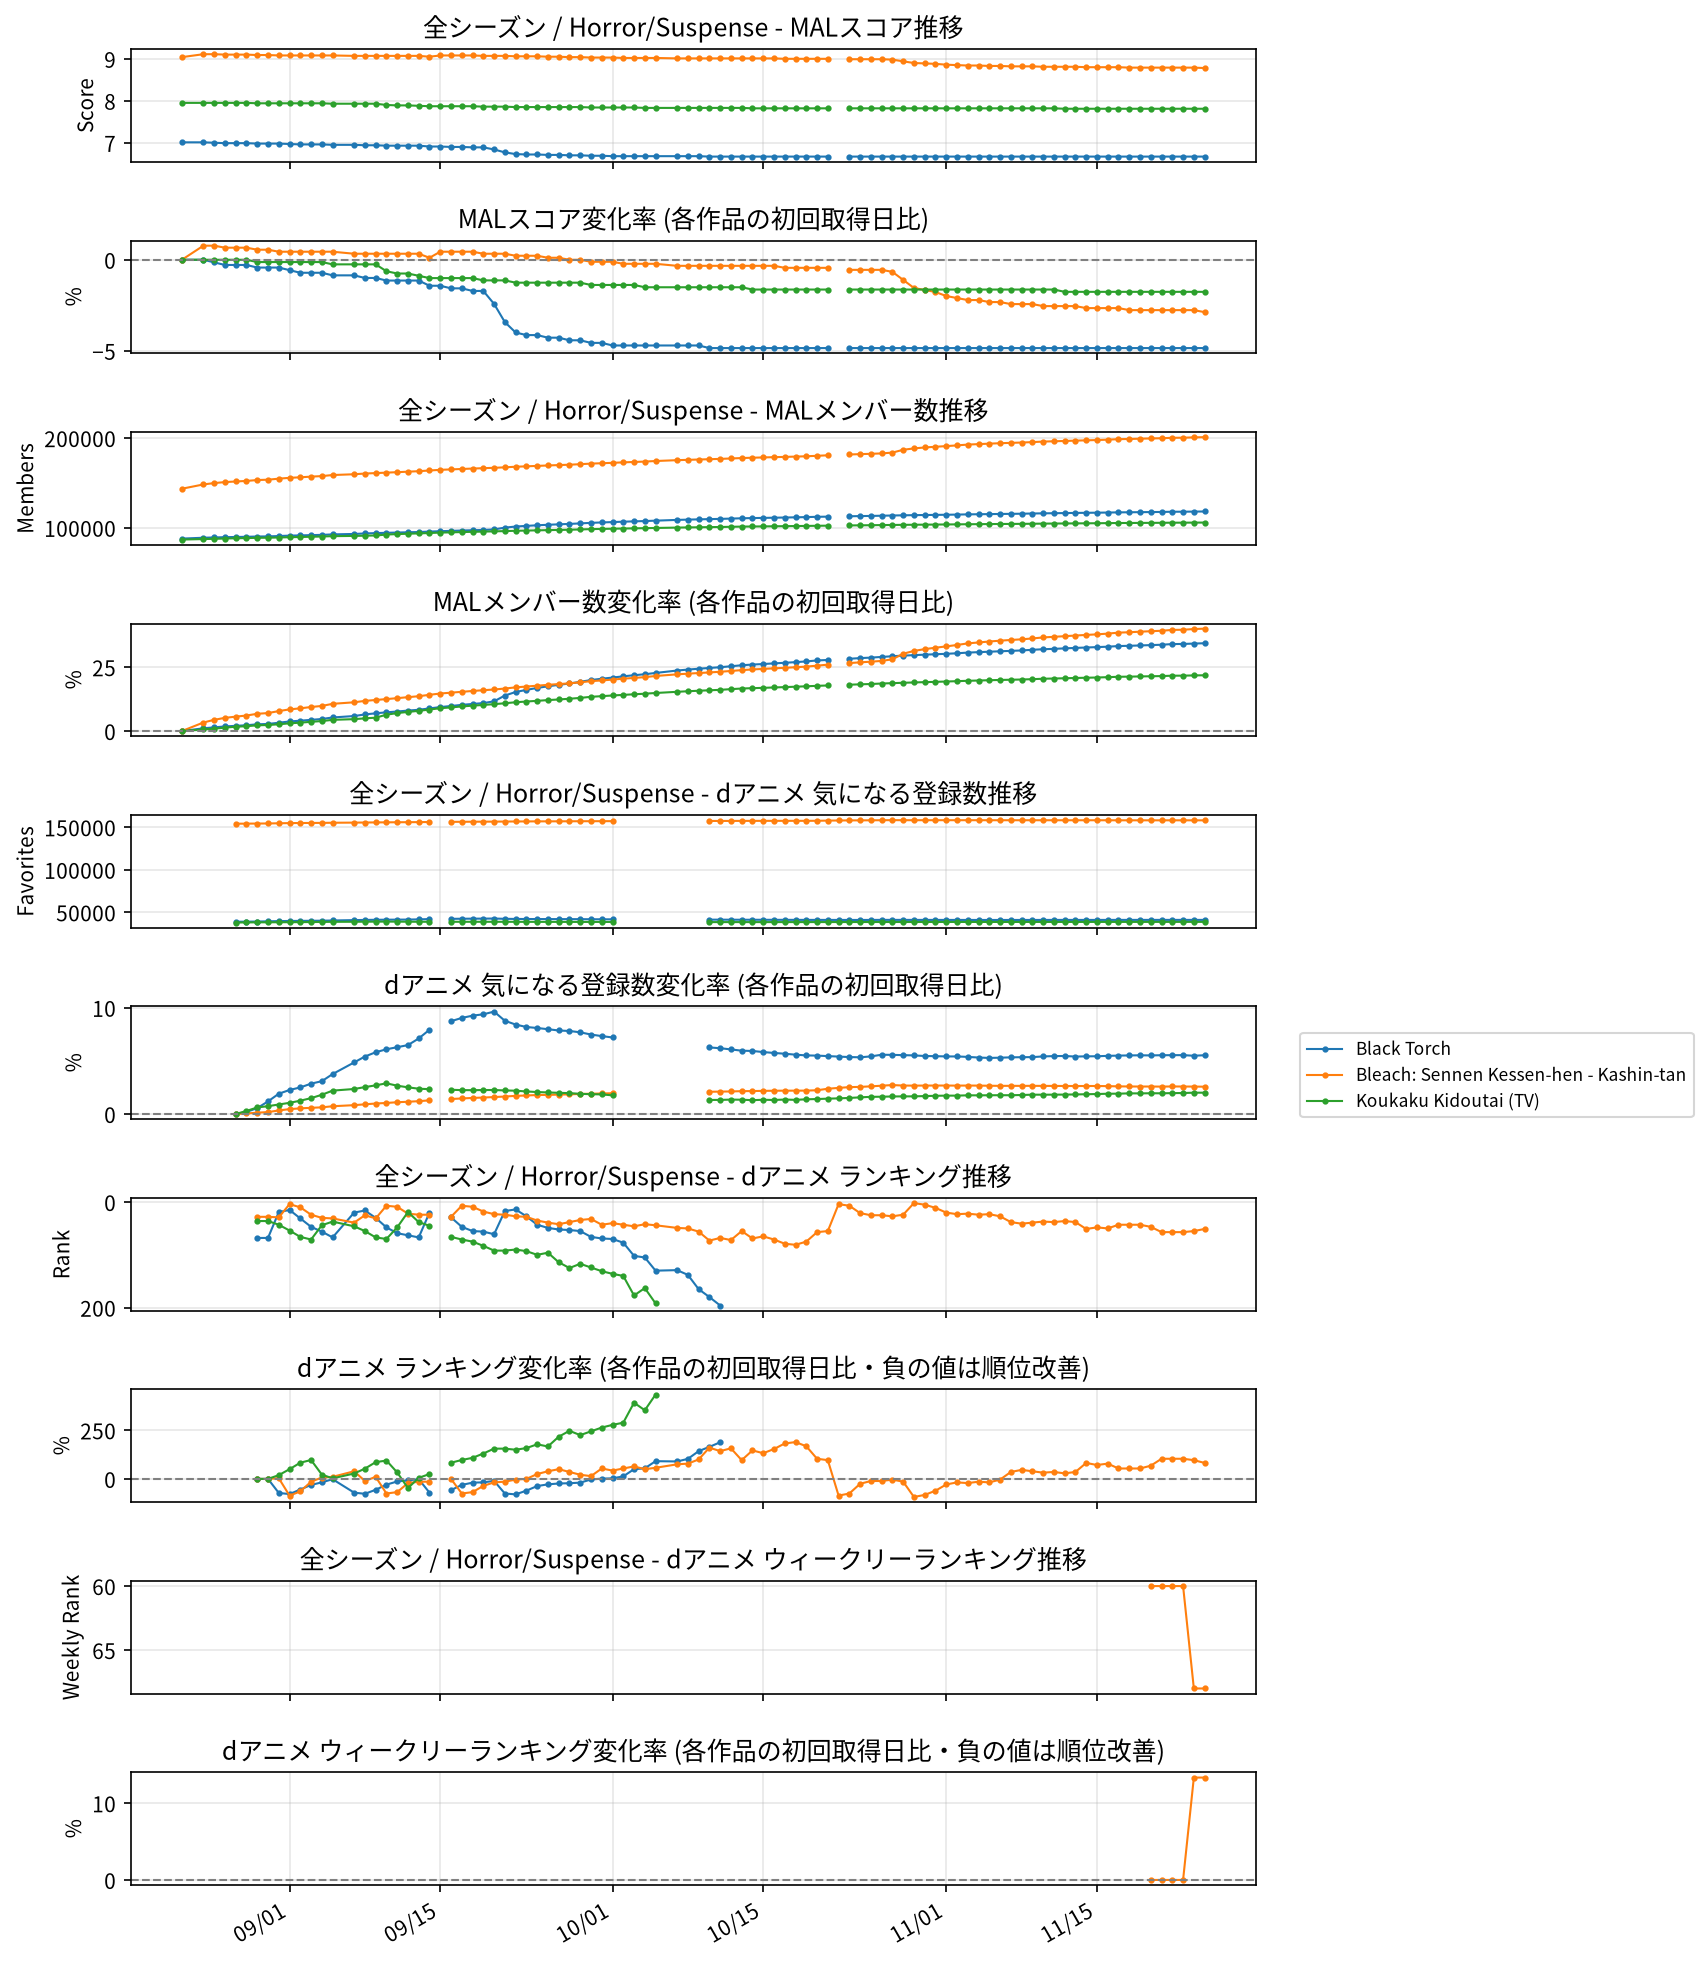 全シーズン / Horror/Suspense - MALスコア推移
9
8
7
Score
MALスコア変化率 (各作品の初回取得日比)
0
−5
%
全シーズン / Horror/Suspense - MALメンバー数推移
200000
100000
Members
MALメンバー数変化率 (各作品の初回取得日比)
25
0
%
全シーズン / Horror/Suspense - dアニメ 気になる登録数推移
150000
100000
50000
Favorites
dアニメ 気になる登録数変化率 (各作品の初回取得日比)
10
0
%
Black Torch
Bleach: Sennen Kessen-hen - Kashin-tan
Koukaku Kidoutai (TV)
全シーズン / Horror/Suspense - dアニメ ランキング推移
0
200
Rank
dアニメ ランキング変化率 (各作品の初回取得日比・負の値は順位改善)
250
0
%
全シーズン / Horror/Suspense - dアニメ ウィークリーランキング推移
60
65
Weekly Rank
dアニメ ウィークリーランキング変化率 (各作品の初回取得日比・負の値は順位改善)
10
0
%
09/01
09/15
10/01
10/15
11/01
11/15